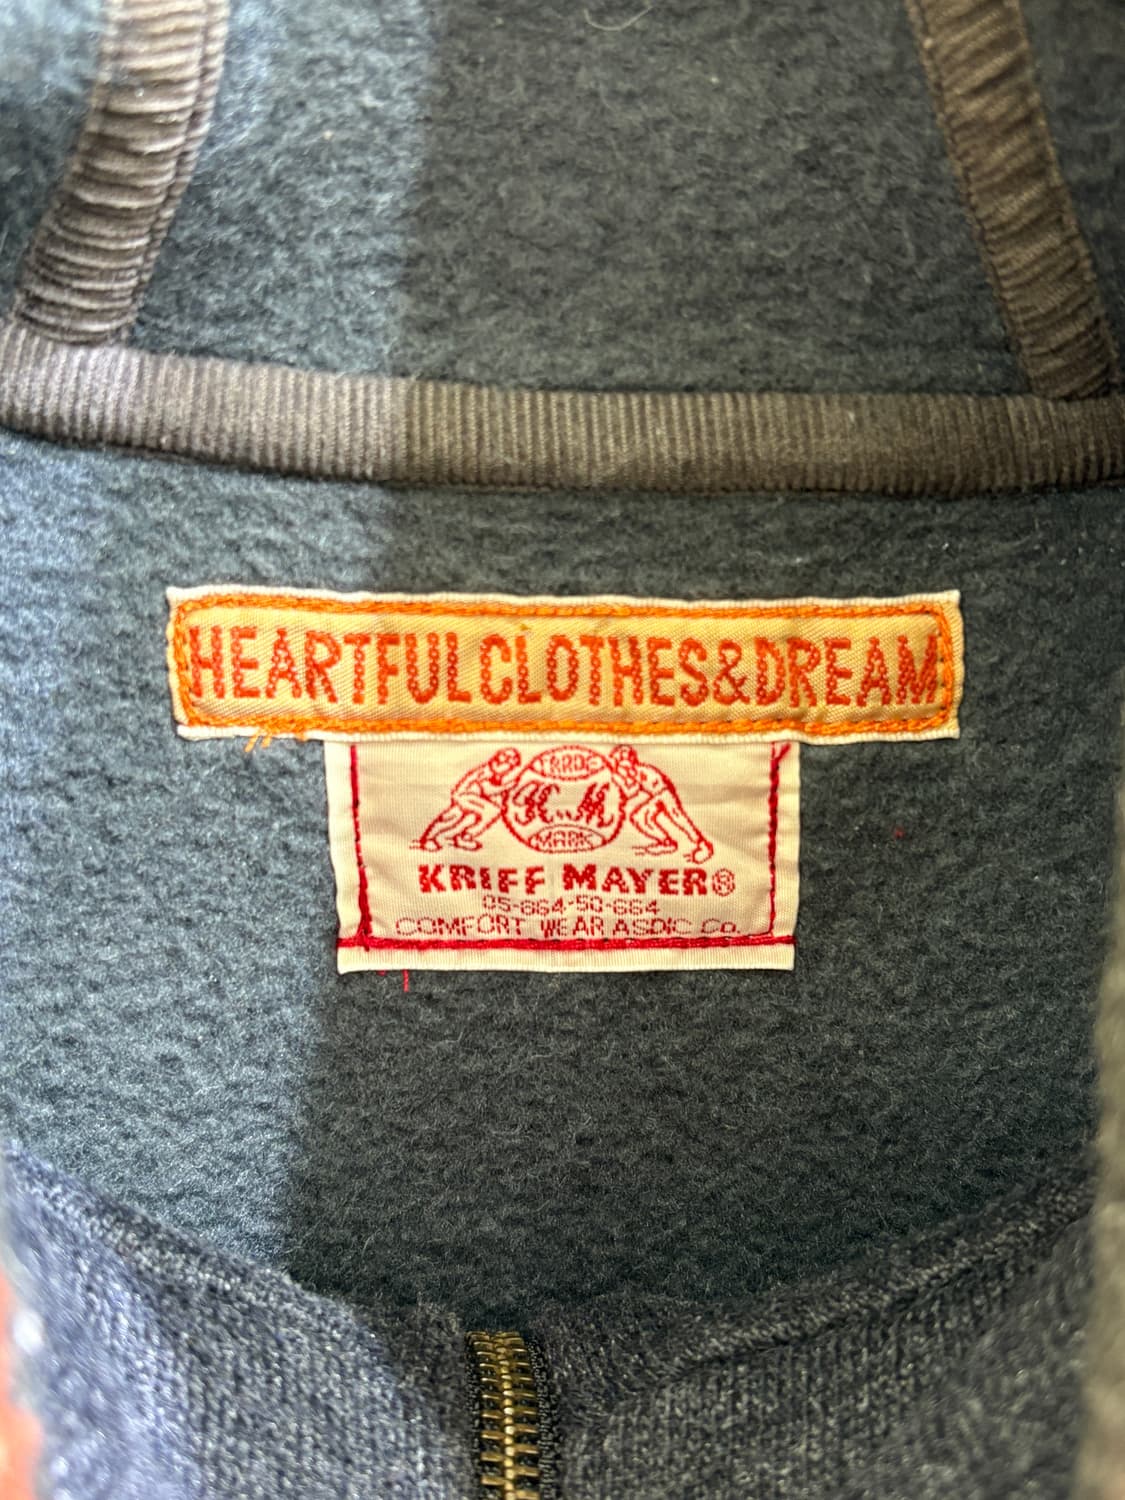 HEARTFUL CLOTHES & DREAM
TRADE
K.M
MARK
KRIFF MAYER®
05-664-50-664
COMFORT WEAR ASDIC CO.